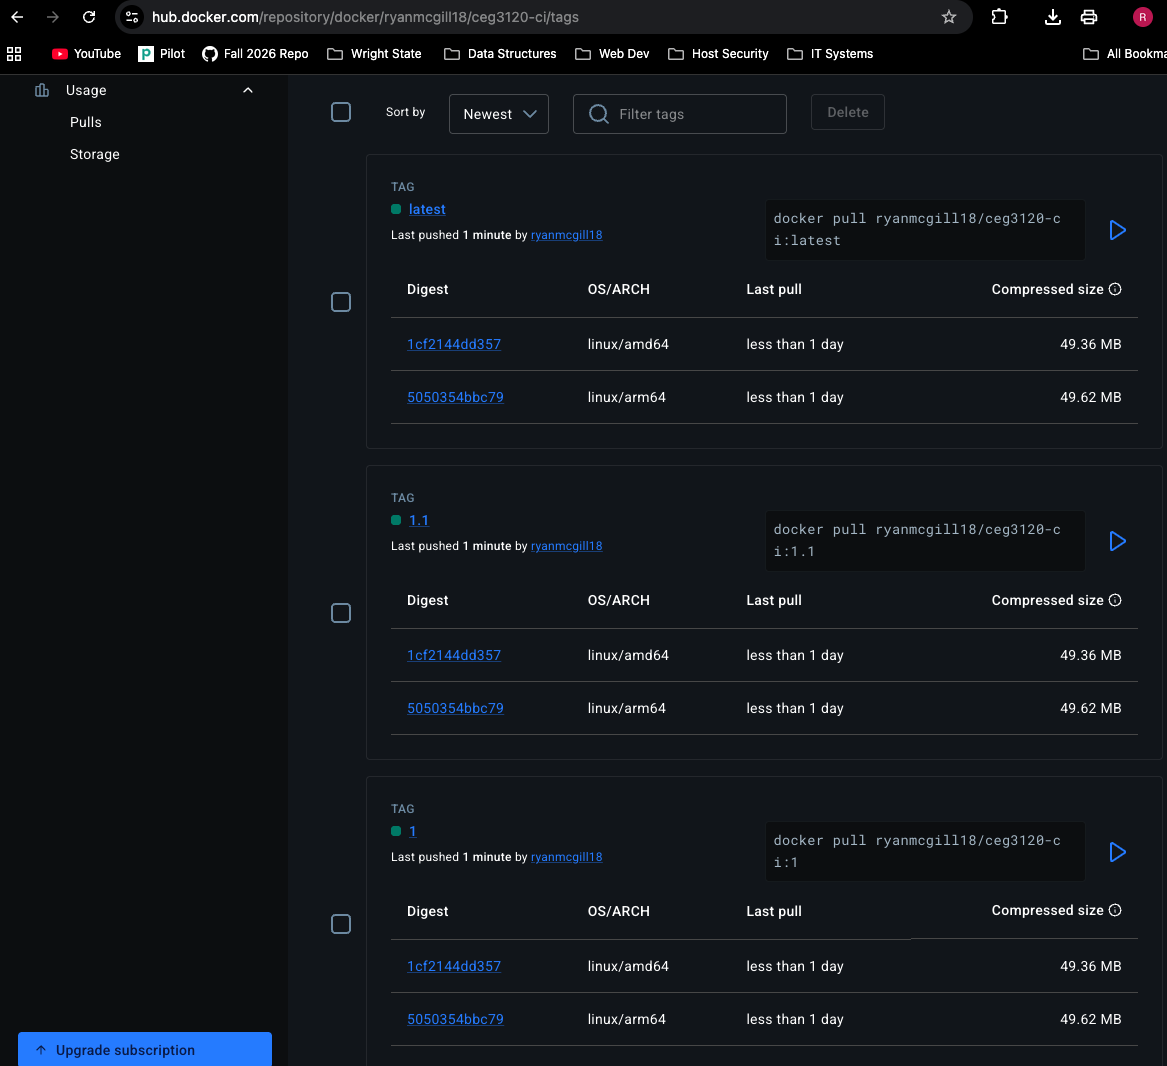 hub.docker.com/repository/docker/ryanmcgill18/ceg3120-ci/tags
R
YouTube
Pilot
Fall 2026 Repo
Wright State
Data Structures
Web Dev
Host Security
IT Systems
All Bookma
Usage
Pulls
Storage
Upgrade subscription
Sort by
Newest
Filter tags
Delete
TAG
latest
Last pushed 1 minute by ryanmcgill18
docker pull ryanmcgill18/ceg3120-c
i:latest
Digest OS/ARCH Last pull Compressed size
1cf2144dd357 linux/amd64 less than 1 day 49.36 MB
5050354bbc79 linux/arm64 less than 1 day 49.62 MB
TAG
1.1
Last pushed 1 minute by ryanmcgill18
docker pull ryanmcgill18/ceg3120-c
i:1.1
Digest OS/ARCH Last pull Compressed size
1cf2144dd357 linux/amd64 less than 1 day 49.36 MB
5050354bbc79 linux/arm64 less than 1 day 49.62 MB
TAG
1
Last pushed 1 minute by ryanmcgill18
docker pull ryanmcgill18/ceg3120-c
i:1
Digest OS/ARCH Last pull Compressed size
1cf2144dd357 linux/amd64 less than 1 day 49.36 MB
5050354bbc79 linux/arm64 less than 1 day 49.62 MB